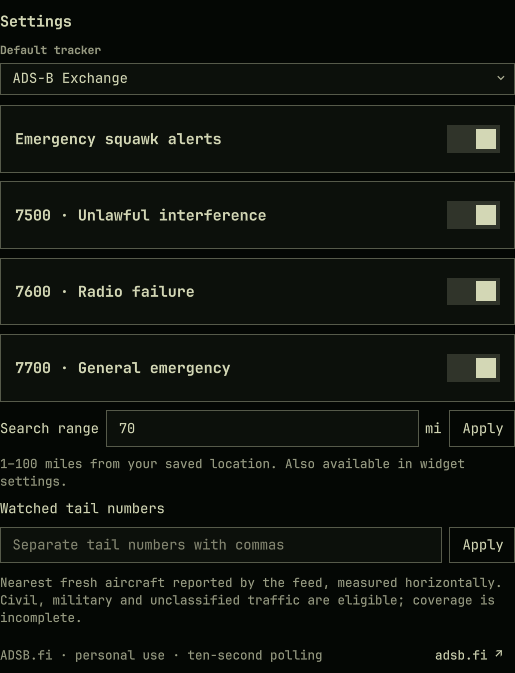 Settings
Default tracker
ADS-B Exchange
Emergency squawk alerts
7500 · Unlawful interference
7600 · Radio failure
7700 · General emergency
Search range 70 mi Apply
1–100 miles from your saved location. Also available in widget
settings.
Watched tail numbers
Separate tail numbers with commas Apply
Nearest fresh aircraft reported by the feed, measured horizontally.
Civil, military and unclassified traffic are eligible; coverage is
incomplete.
ADSB.fi · personal use · ten-second polling adsb.fi ↗